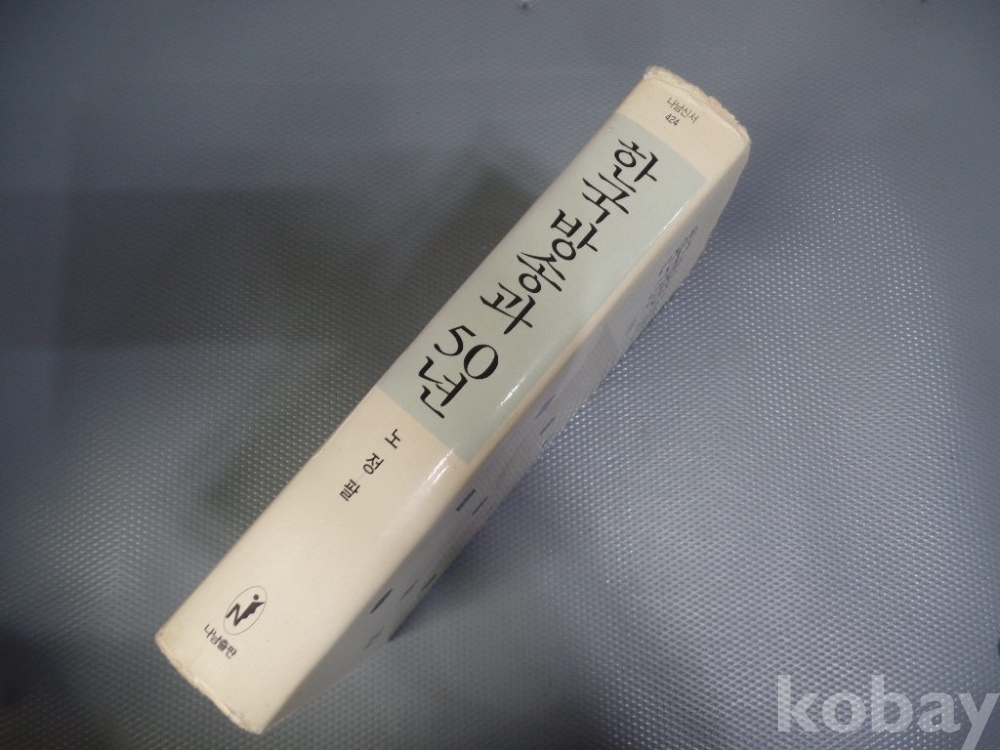 나남신서
424
한국방송과 50년
노정팔
나남출판
kobay